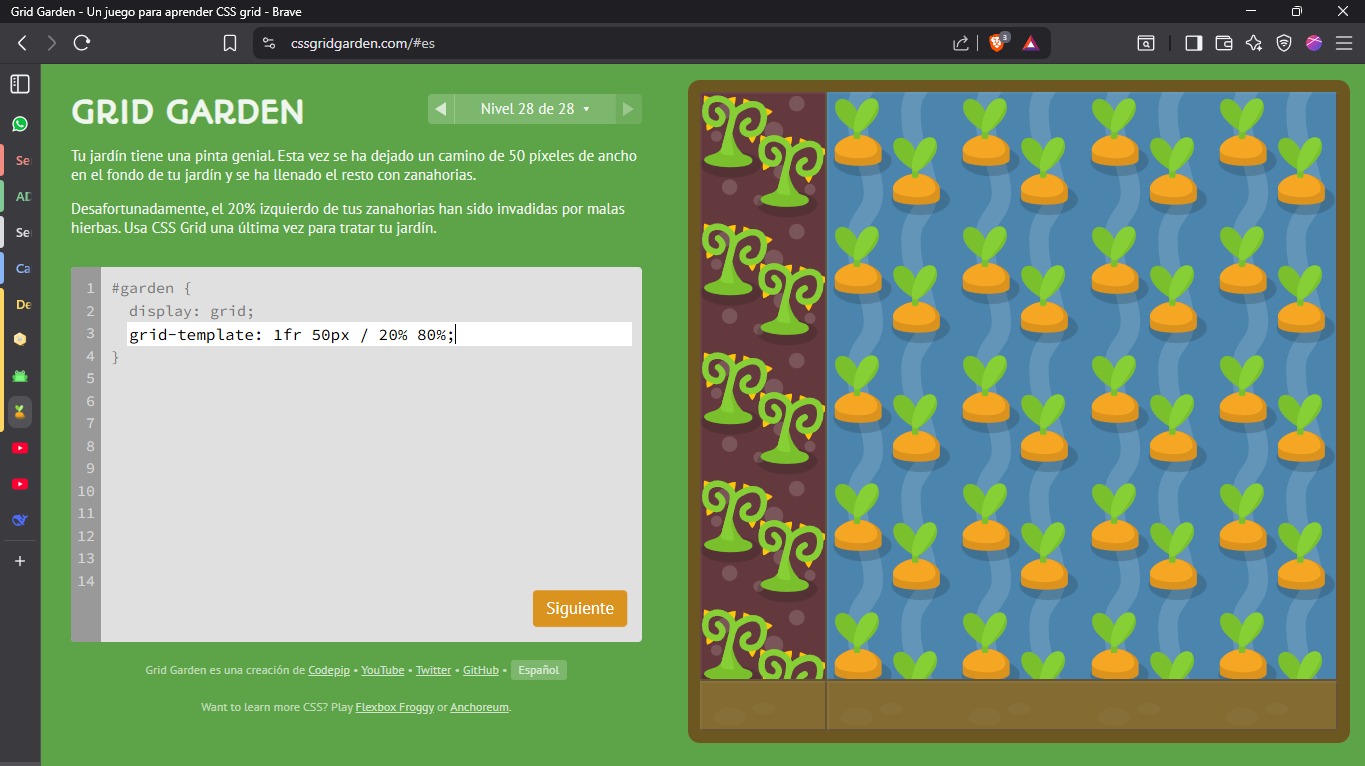 Grid Garden - Un juego para aprender CSS grid - Brave
cssgridgarden.com/#es
3
GRID GARDEN
Nivel 28 de 28
Tu jardín tiene una pinta genial. Esta vez se ha dejado un camino de 50 píxeles de ancho
en el fondo de tu jardín y se ha llenado el resto con zanahorias.
Desafortunadamente, el 20% izquierdo de tus zanahorias han sido invadidas por malas
hierbas. Usa CSS Grid una última vez para tratar tu jardín.
Se
AD
Se
Ca
De
1 #garden {
2 display: grid;
3 grid-template: 1fr 50px / 20% 80%;
4 }
5
6
7
8
9
10
11
12
13
14
Siguiente
Grid Garden es una creación de Codepip • YouTube • Twitter • GitHub • Español
Want to learn more CSS? Play Flexbox Froggy or Anchoreum.